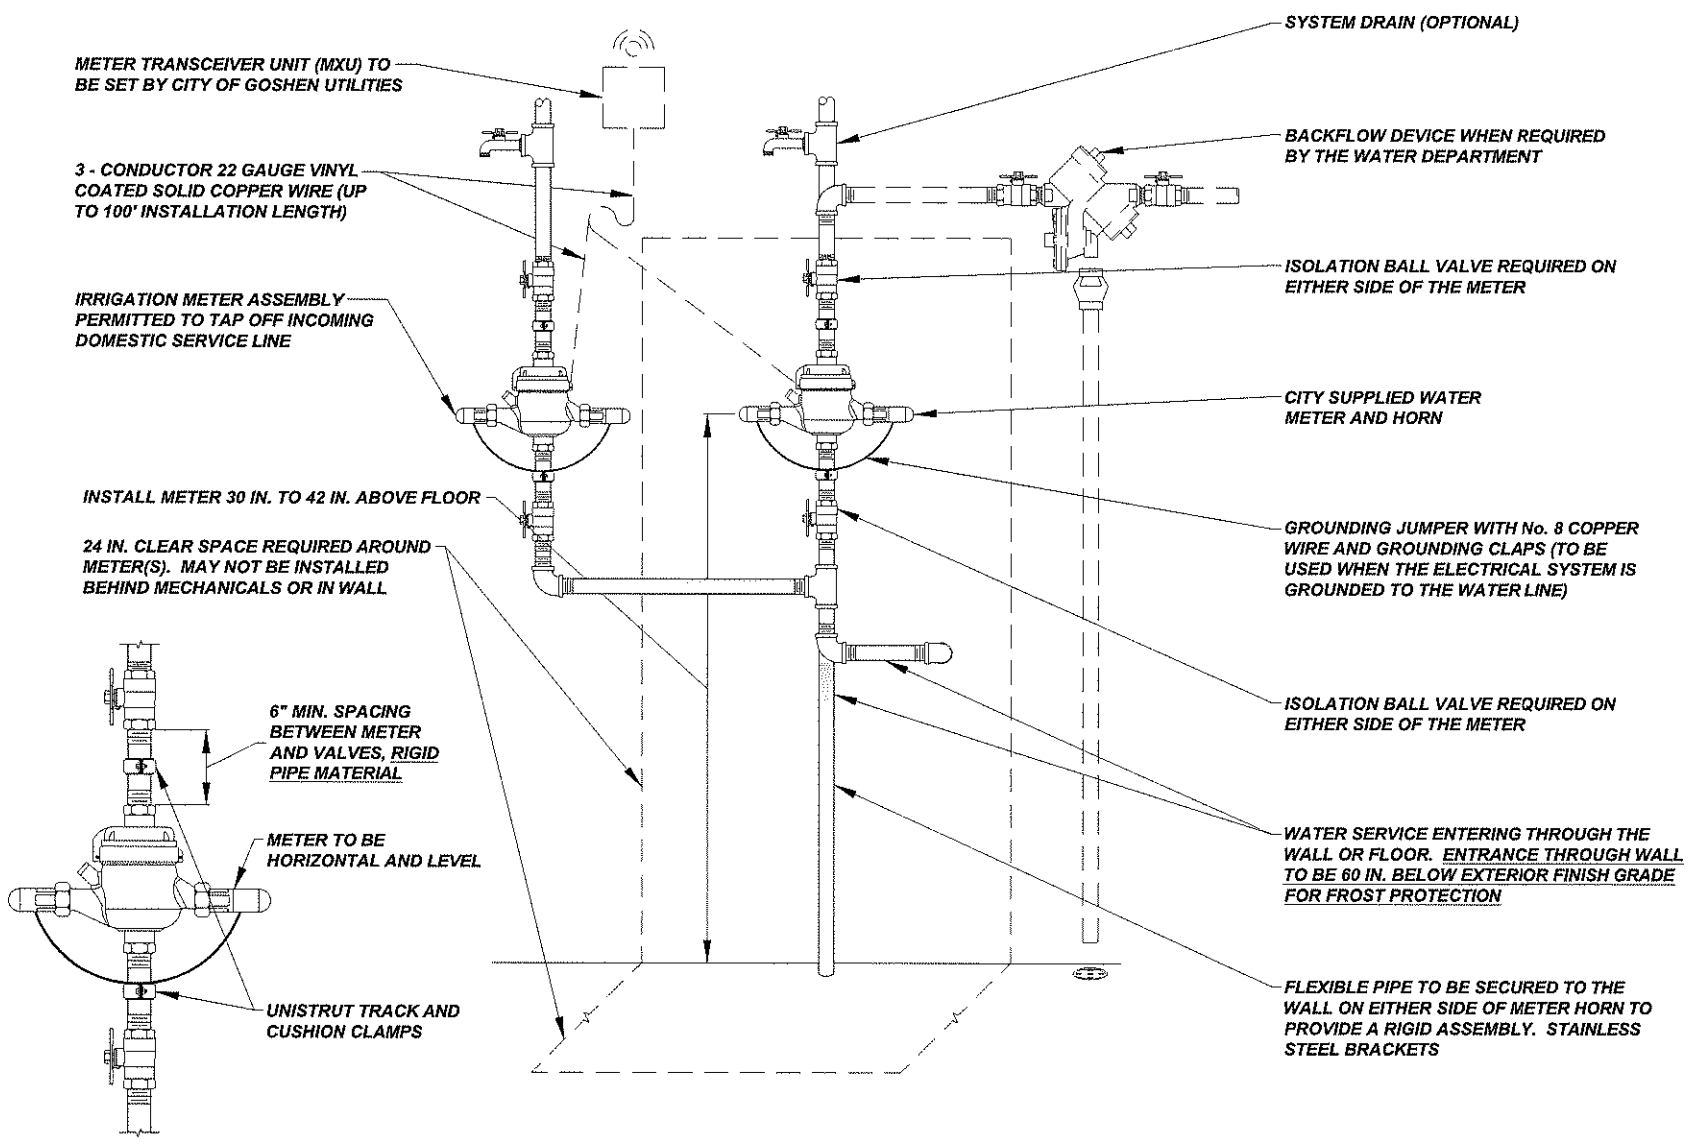 METER TRANSCEIVER UNIT (MXU) TO
BE SET BY CITY OF GOSHEN UTILITIES
3 - CONDUCTOR 22 GAUGE VINYL
COATED SOLID COPPER WIRE (UP
TO 100' INSTALLATION LENGTH)
IRRIGATION METER ASSEMBLY
PERMITTED TO TAP OFF INCOMING
DOMESTIC SERVICE LINE
INSTALL METER 30 IN. TO 42 IN. ABOVE FLOOR
24 IN. CLEAR SPACE REQUIRED AROUND
METER(S). MAY NOT BE INSTALLED
BEHIND MECHANICALS OR IN WALL
6" MIN. SPACING
BETWEEN METER
AND VALVES, RIGID
PIPE MATERIAL
METER TO BE
HORIZONTAL AND LEVEL
UNISTRUT TRACK AND
CUSHION CLAMPS
SYSTEM DRAIN (OPTIONAL)
BACKFLOW DEVICE WHEN REQUIRED
BY THE WATER DEPARTMENT
ISOLATION BALL VALVE REQUIRED ON
EITHER SIDE OF THE METER
CITY SUPPLIED WATER
METER AND HORN
GROUNDING JUMPER WITH No. 8 COPPER
WIRE AND GROUNDING CLAPS (TO BE
USED WHEN THE ELECTRICAL SYSTEM IS
GROUNDED TO THE WATER LINE)
ISOLATION BALL VALVE REQUIRED ON
EITHER SIDE OF THE METER
WATER SERVICE ENTERING THROUGH THE
WALL OR FLOOR. ENTRANCE THROUGH WALL
TO BE 60 IN. BELOW EXTERIOR FINISH GRADE
FOR FROST PROTECTION
FLEXIBLE PIPE TO BE SECURED TO THE
WALL ON EITHER SIDE OF METER HORN TO
PROVIDE A RIGID ASSEMBLY. STAINLESS
STEEL BRACKETS